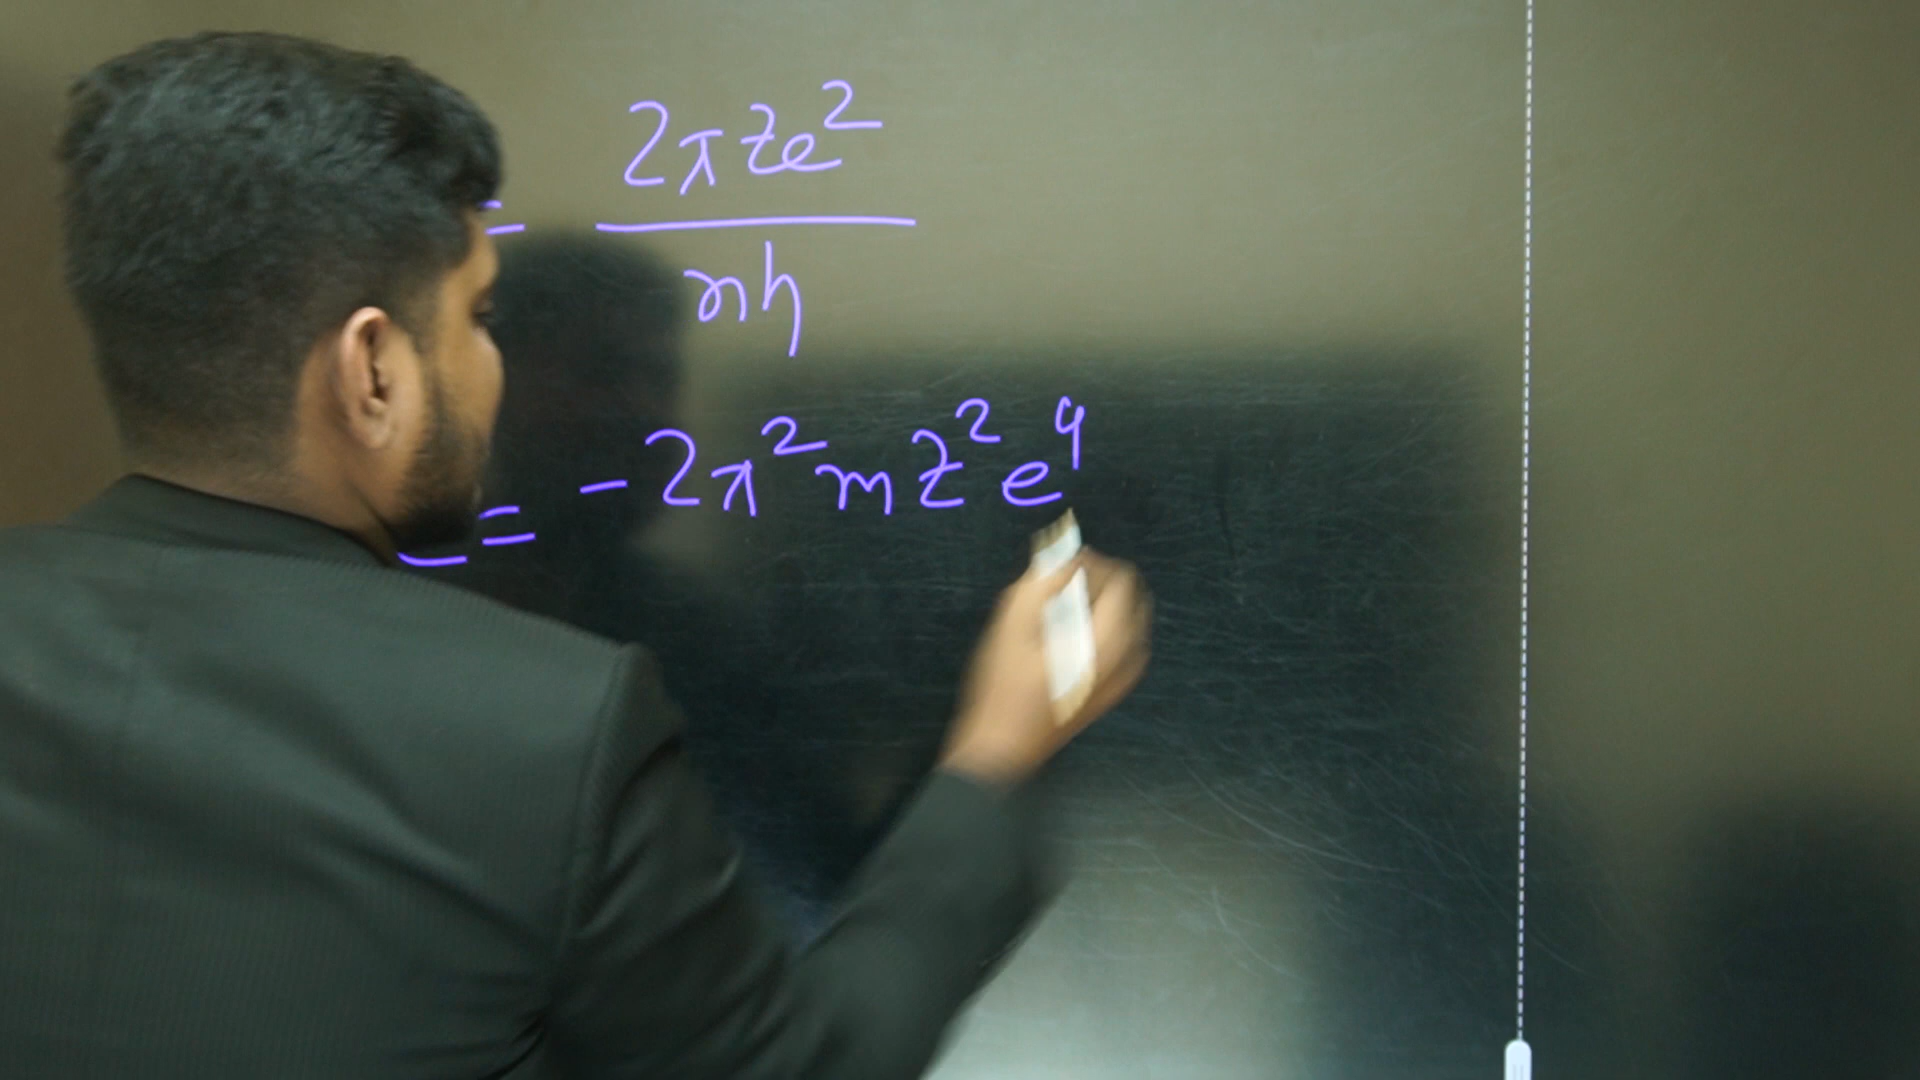 = 2πze²
nh
= -2π²mz²e⁴